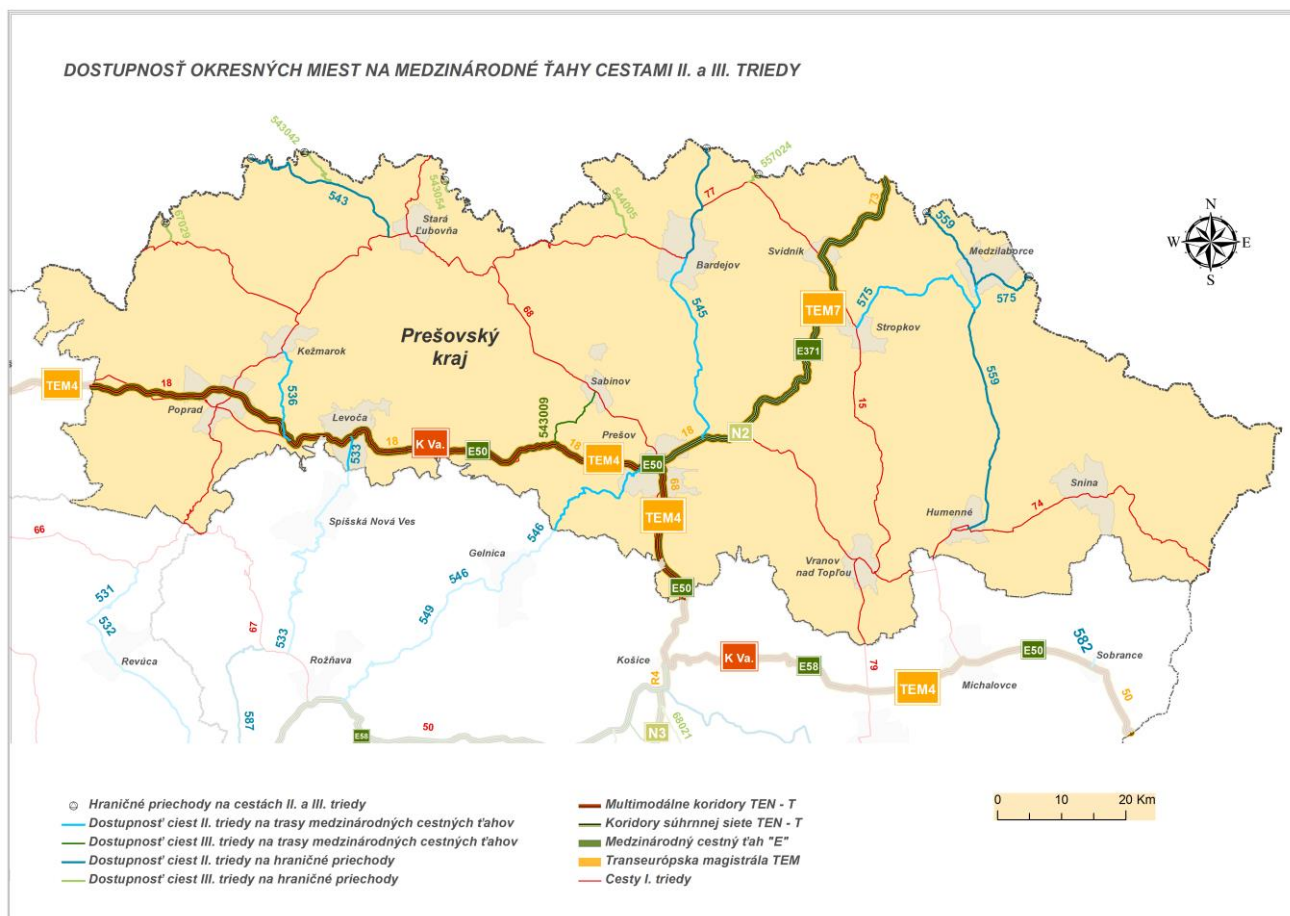 DOSTUPNOSŤ OKRESNÝCH MIEST NA MEDZINÁRODNÉ ŤAHY CESTAMI II. a III. TRIEDY
543042
557024
543
543054
544005
77
73
67029
Stará
Ľubovňa
Svidník
559
Medzilaborce
N
W
E
S
Bardejov
575
575
TEM7
Stropkov
545
68
Prešovský
kraj
Kežmarok
E371
559
TEM4
18
Sabinov
536
Poprad
Levoča
543009
15
Prešov
18
N2
18
K Va.
E50
18
TEM4
E50
533
68
Snina
74
Humenné
TEM4
Spišská Nová Ves
66
546
Gelnica
Vranov
nad Topľou
546
E50
531
549
532
67
533
582
Revúca
Rožňava
Košice
K Va.
E58
79
E50
Sobrance
R4
TEM4
Michalovce
50
587
E58
50
N3
68021
Hraničné priechody na cestách II. a III. triedy
Dostupnosť ciest II. triedy na trasy medzinárodných cestných ťahov
Dostupnosť ciest III. triedy na trasy medzinárodných cestných ťahov
Dostupnosť ciest II. triedy na hraničné priechody
Dostupnosť ciest III. triedy na hraničné priechody
Multimodálne koridory TEN - T
Koridory súhrnnej siete TEN - T
Medzinárodný cestný ťah "E"
Transeurópska magistrála TEM
Cesty I. triedy
0 10 20 Km